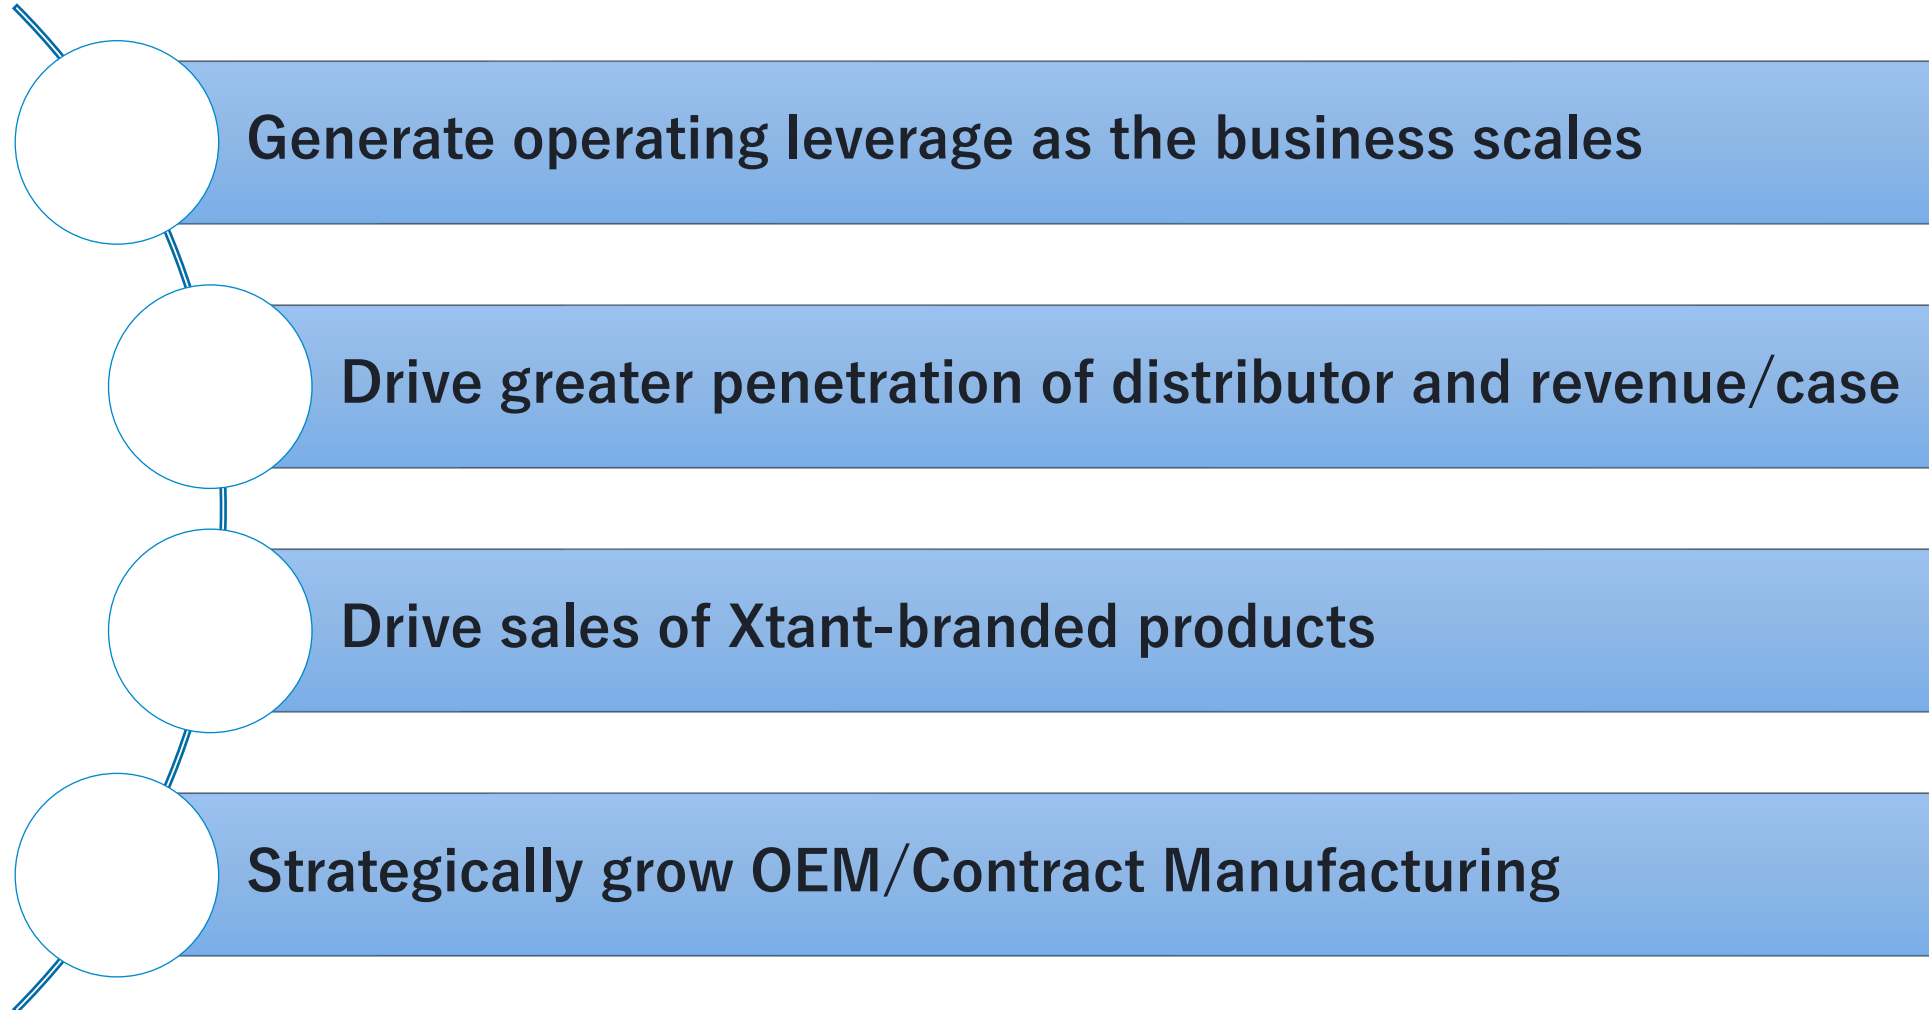 Generate operating leverage as the business scales
Drive greater penetration of distributor and revenue/case
Drive sales of Xtant-branded products
Strategically grow OEM/Contract Manufacturing